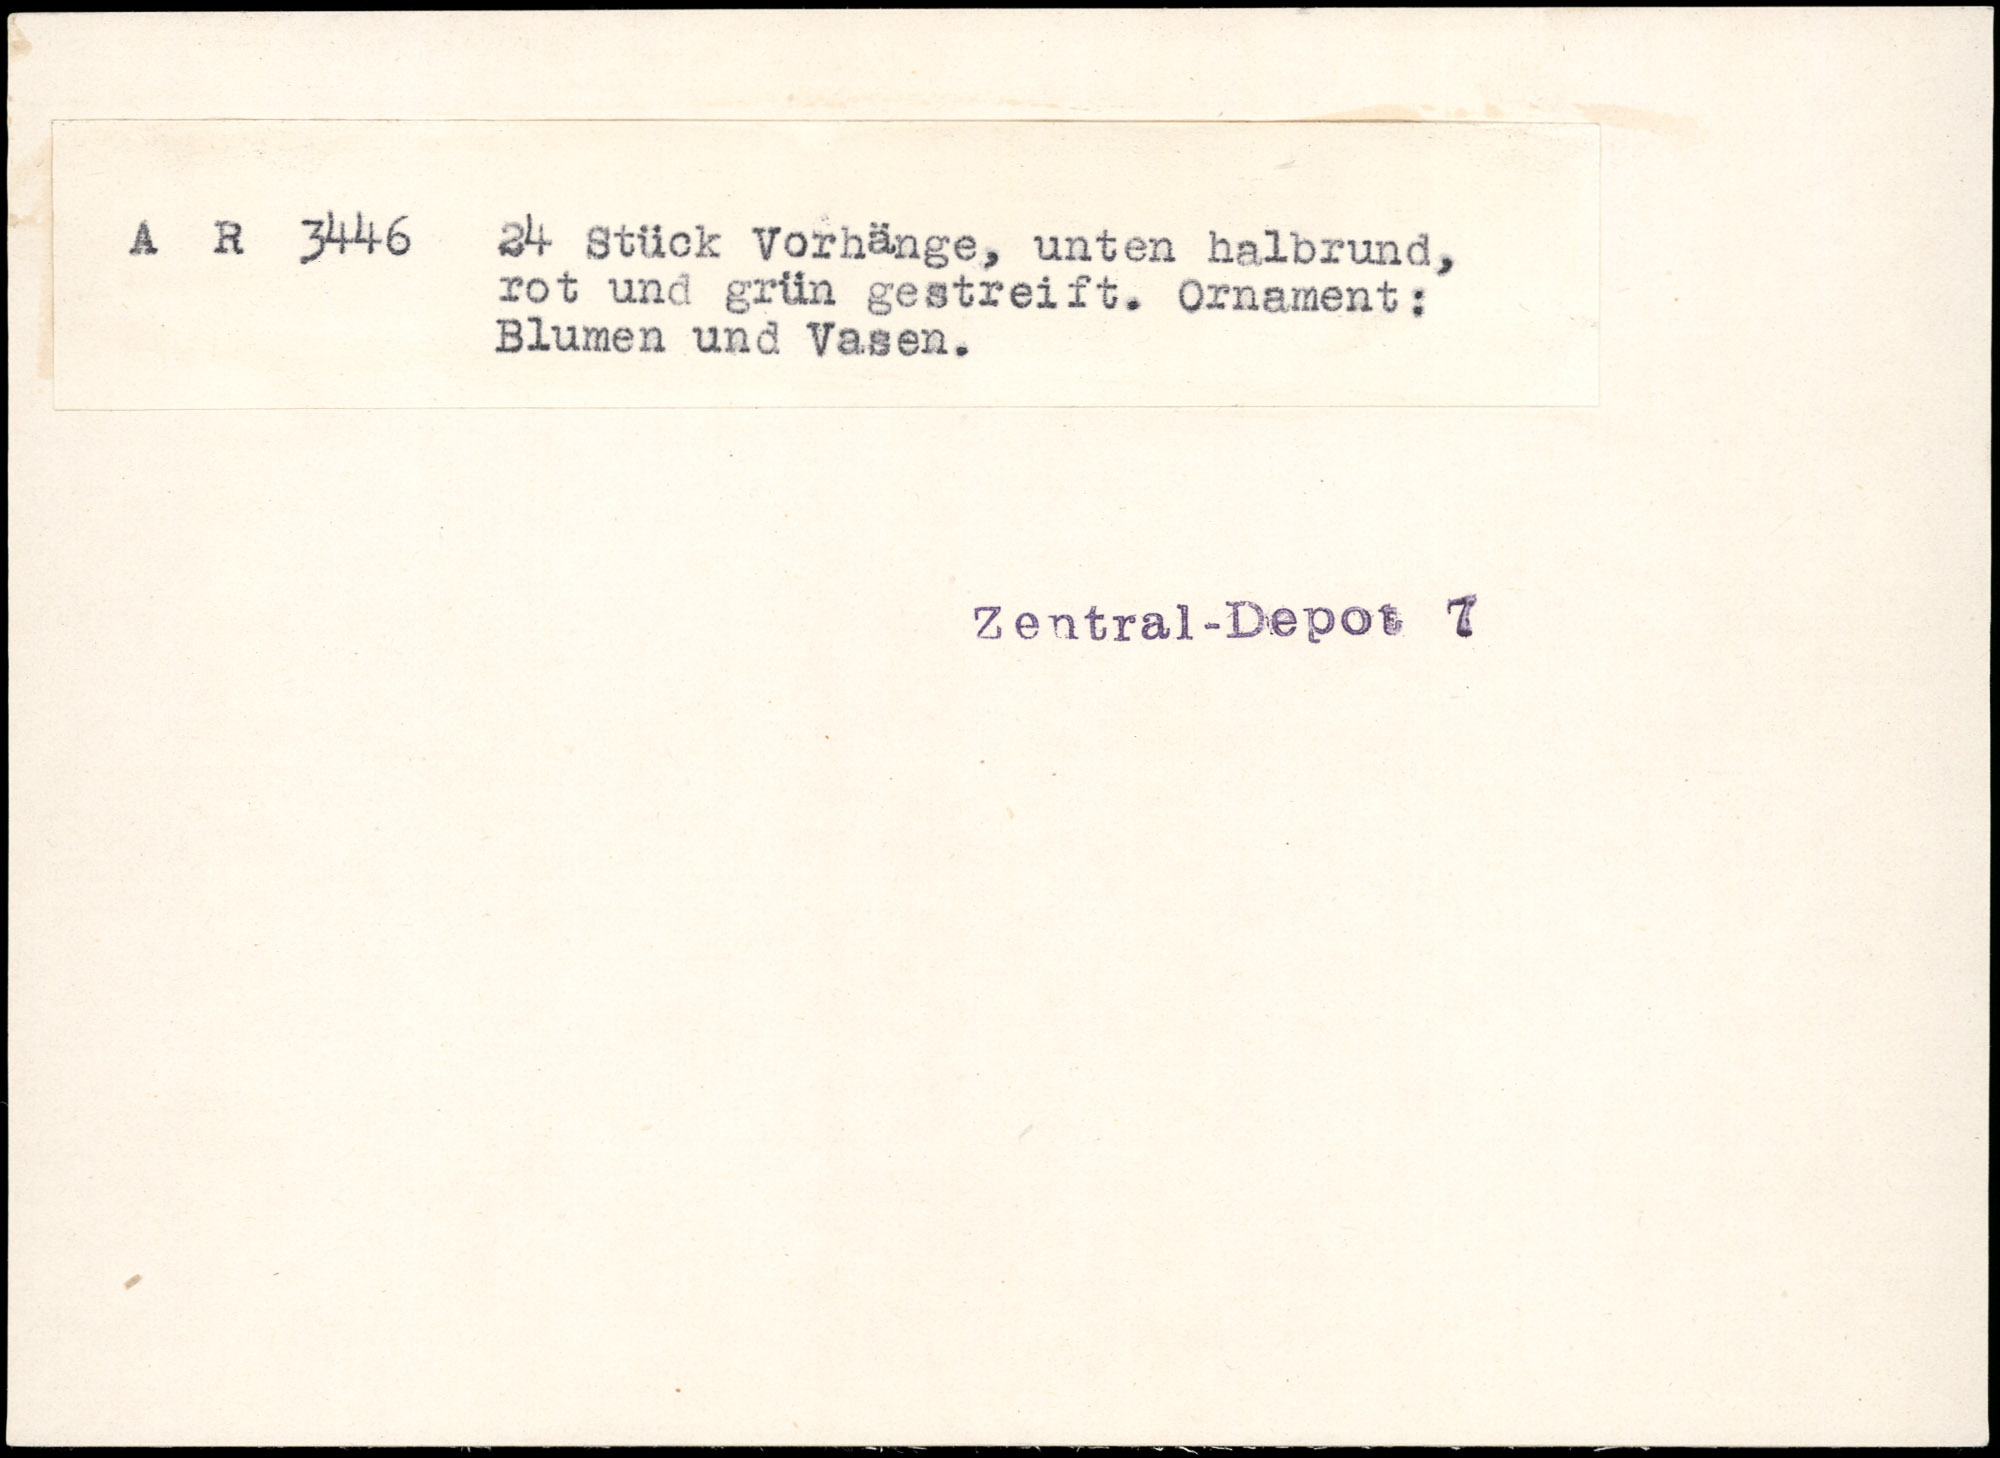 A R 3446 24 Stück Vorhänge, unten halbrund,
rot und grün gestreift. Ornament:
Blumen und Vasen.
Zentral-Depot 7